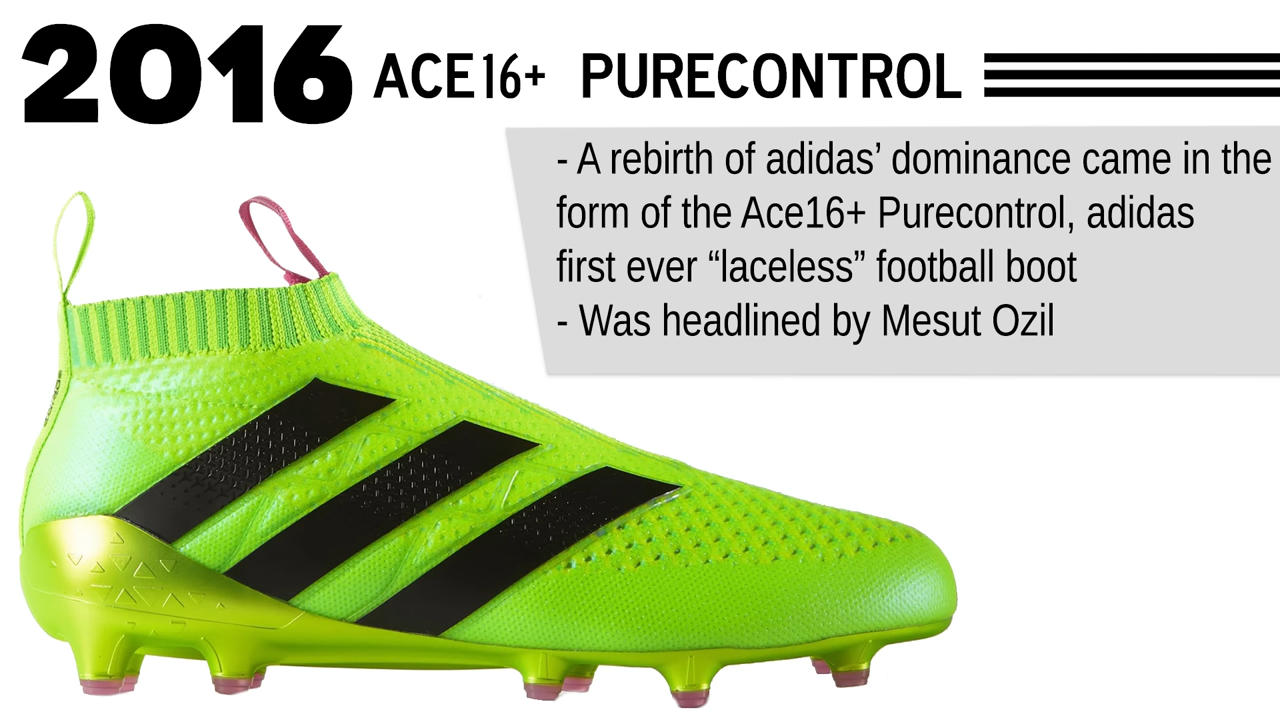 2016 ACE16+ PURECONTROL
- A rebirth of adidas’ dominance came in the
form of the Ace16+ Purecontrol, adidas
first ever “laceless” football boot
- Was headlined by Mesut Ozil